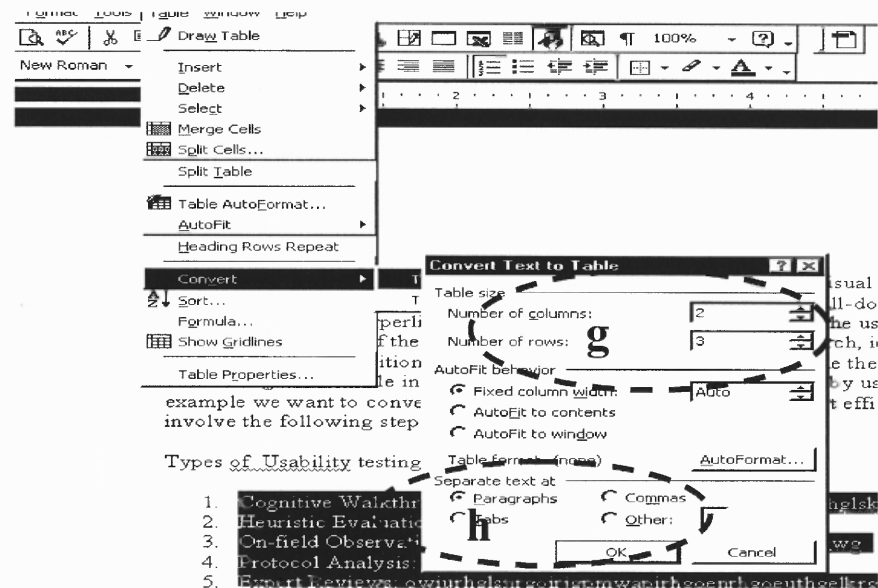 Format Tools Table Window Help
Draw Table
100%
New Roman
Insert
Delete
Select
2 3 4
Merge Cells
Split Cells...
Split Table
Table AutoFormat...
AutoFit
Heading Rows Repeat
Convert
Sort...
Formula...
Show Gridlines
Table Properties...
Convert Text to Table
Table size
Number of columns: 2
Number of rows: 3
g
AutoFit behavior
Fixed column width: Auto
AutoFit to contents
AutoFit to window
Table format: (none) AutoFormat...
Separate text at
Paragraphs Commas
Tabs Other:
h
OK Cancel
example we want to conve
involve the following step
Types of Usability testing
1. Cognitive Walkthr
2. Heuristic Evaluatio
3. On-field Observati
4. Protocol Analysis:
5. Expert Reviews: